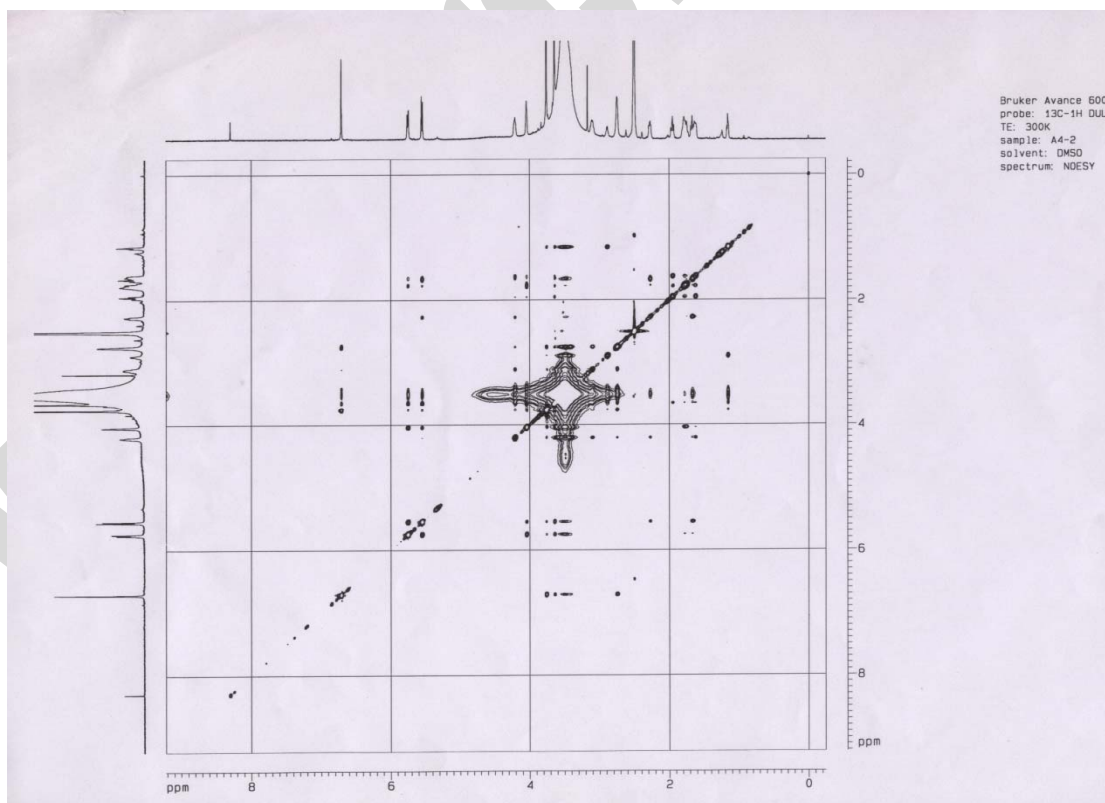 Bruker Avance 600
probe: 13C-1H DUL
TE: 300K
sample: A4-2
solvent: DMSO
spectrum: NOESY
0
2
4
6
8
ppm
ppm
8
6
4
2
0